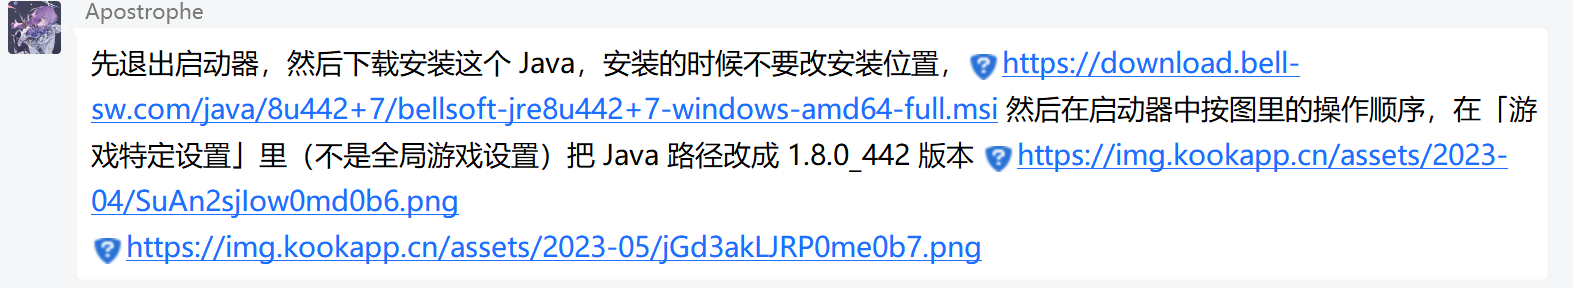 Apostrophe
先退出启动器，然后下载安装这个 Java，安装的时候不要改安装位置，https://download.bell-
sw.com/java/8u442+7/bellsoft-jre8u442+7-windows-amd64-full.msi 然后在启动器中按图里的操作顺序，在「游
戏特定设置」里（不是全局游戏设置）把 Java 路径改成 1.8.0_442 版本 https://img.kookapp.cn/assets/2023-
04/SuAn2sjIow0md0b6.png
https://img.kookapp.cn/assets/2023-05/jGd3akLJRP0me0b7.png